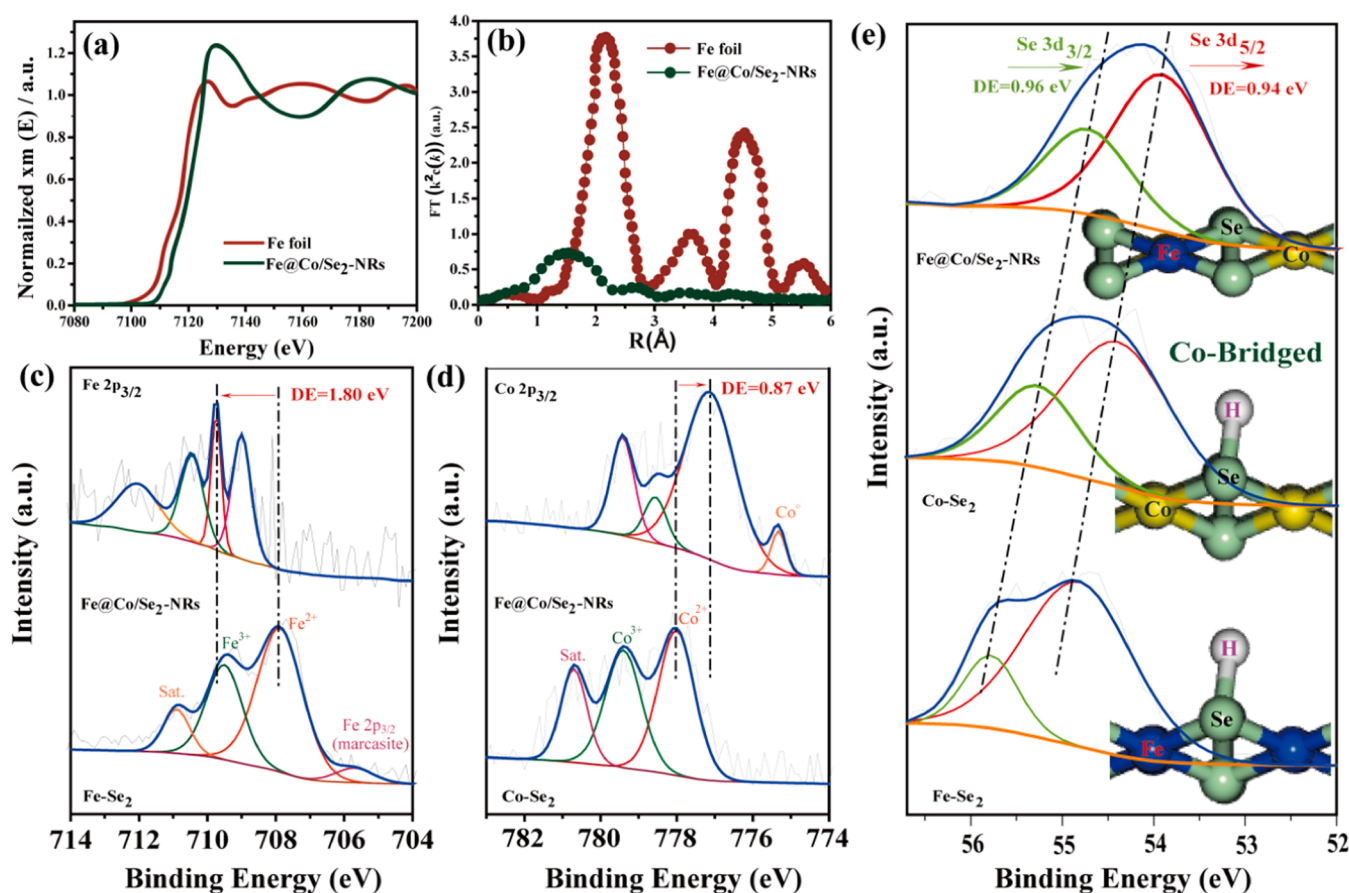 (a)
Normaized xm (E) / a.u.
1.2
1.0
0.8
0.6
0.4
0.2
0.0
Fe foil
Fe@Co/Se₂-NRs
7080 7100 7120 7140 7160 7180 7200
Energy (eV)
(b)
FT (k²c(k)) (a.u.)
4.0
3.5
3.0
2.5
2.0
1.5
1.0
0.5
0.0
Fe foil
Fe@Co/Se₂-NRs
0 1 2 3 4 5 6
R(Å)
(c)
Intensity (a.u.)
Fe 2p₃/₂
DE=1.80 eV
Fe@Co/Se₂-NRs
Fe³⁺
Fe²⁺
Sat.
Fe 2p₃/₂
(marcasite)
Fe-Se₂
714 712 710 708 706 704
Binding Energy (eV)
(d)
Intensity (a.u.)
Co 2p₃/₂
DE=0.87 eV
Co°
Fe@Co/Se₂-NRs
Co²⁺
Co³⁺
Sat.
Co-Se₂
782 780 778 776 774
Binding Energy (eV)
(e)
Intensity (a.u.)
Se 3d₃/₂
DE=0.96 eV
Se 3d₅/₂
DE=0.94 eV
Se
Fe
Co
Fe@Co/Se₂-NRs
Co-Bridged
H
Se
Co
Co-Se₂
H
Se
Fe
Fe-Se₂
56 55 54 53 52
Binding Energy (eV)